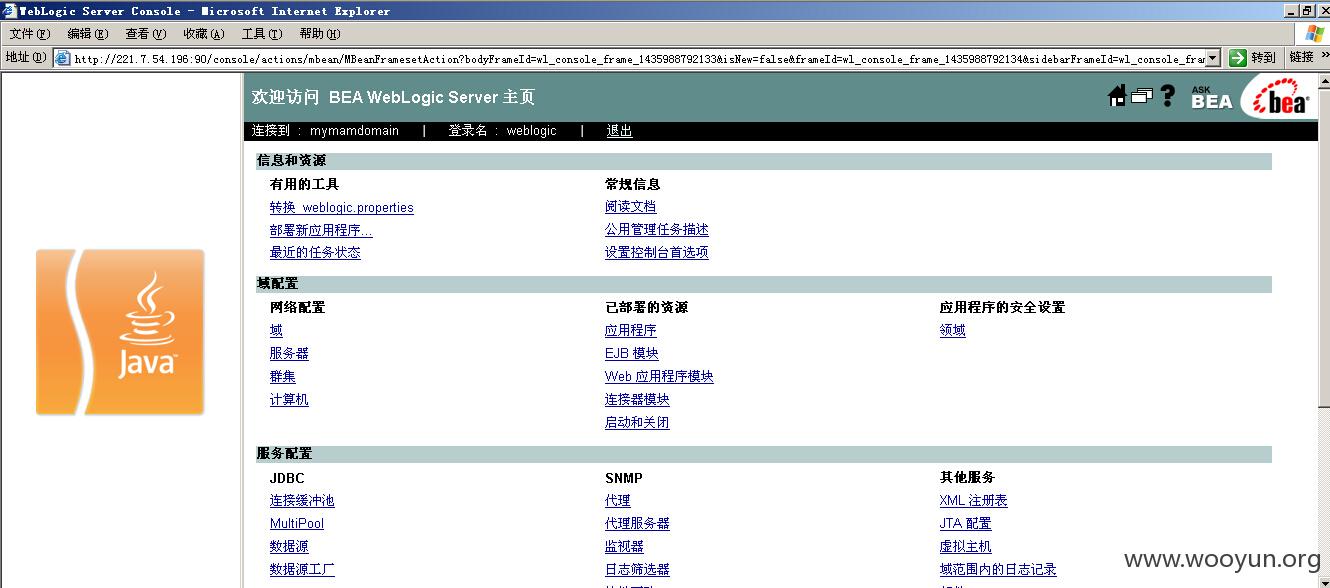 WebLogic Server Console - Microsoft Internet Explorer
文件(F) 编辑(E) 查看(V) 收藏(A) 工具(T) 帮助(H)
地址(D) http://221.7.54.196:90/console/actions/mbean/MBeanFramesetAction?bodyFrameId=wl_console_frame_1435988792133&isNew=false&frameId=wl_console_frame_1435988792134&sidebarFrameId=wl_console_fra 转到 链接 »
欢迎访问 BEA WebLogic Server 主页
ASK BEA
bea
连接到 : mymamdomain | 登录名 : weblogic | 退出
信息和资源
有用的工具 常规信息
转换 weblogic.properties 阅读文档
部署新应用程序... 公用管理任务描述
最近的任务状态 设置控制台首选项
Java
域配置
网络配置 已部署的资源 应用程序的安全设置
域 应用程序 领域
服务器 EJB 模块
群集 Web 应用程序模块
计算机 连接器模块
启动和关闭
服务配置
JDBC SNMP 其他服务
连接缓冲池 代理 XML 注册表
MultiPool 代理服务器 JTA 配置
数据源 监视器 虚拟主机
数据源工厂 日志筛选器 域范围内的日志记录
www.wooyun.org